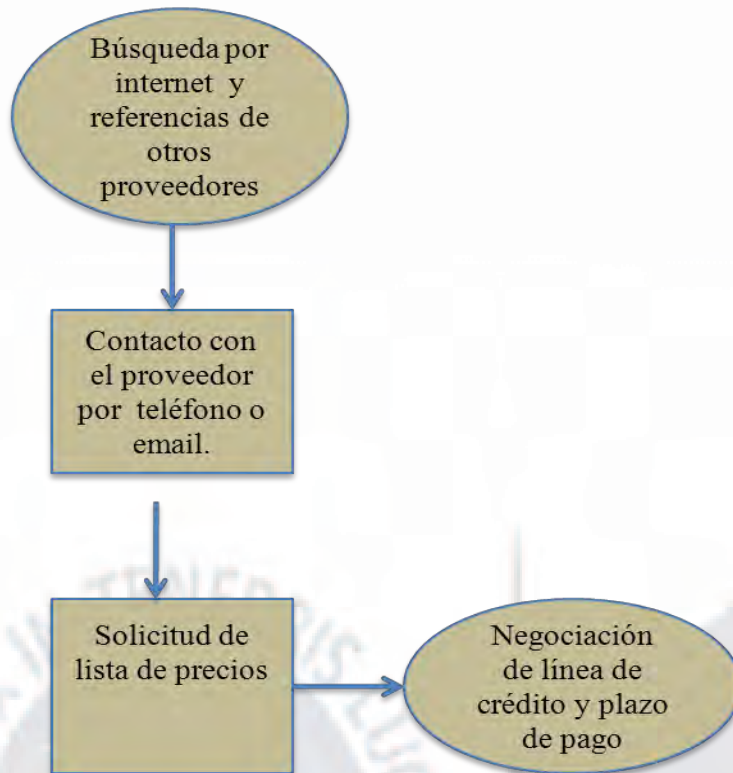 Búsqueda por
internet y
referencias de
otros
proveedores
Contacto con
el proveedor
por teléfono o
email.
Solicitud de
lista de precios
Negociación
de línea de
crédito y plazo
de pago